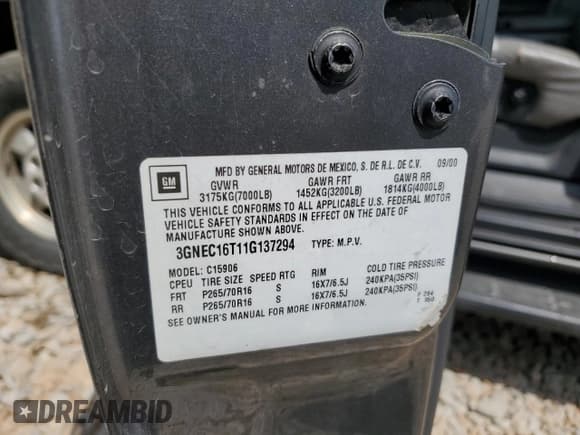 GM
MFD BY GENERAL MOTORS DE MEXICO, S. DE R.L. DE C.V. 09/00
GVWR GAWR FRT GAWR RR
3175KG(7000LB) 1452KG(3200LB) 1814KG(4000LB)
THIS VEHICLE CONFORMS TO ALL APPLICABLE U.S. FEDERAL MOTOR
VEHICLE SAFETY STANDARDS IN EFFECT ON THE DATE OF
MANUFACTURE SHOWN ABOVE.
3GNEC16T11G137294 TYPE: M.P.V.
MODEL: C15906
CPEU TIRE SIZE SPEED RTG RIM COLD TIRE PRESSURE
FRT P265/70R16 S 16X7/6.5J 240KPA(35PSI)
RR P265/70R16 S 16X7/6.5J 240KPA(35PSI)
SEE OWNER'S MANUAL FOR MORE INFORMATION.
DREAMBID